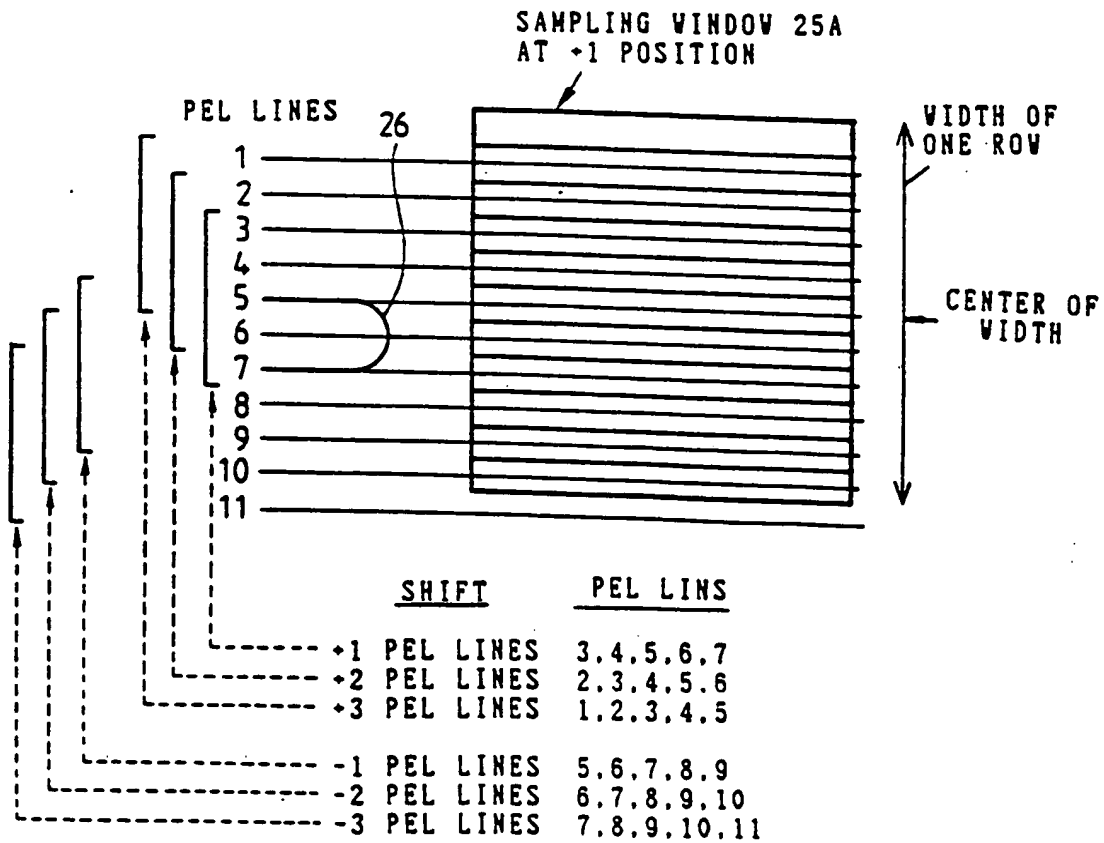 SAMPLING WINDOW 25A
AT +1 POSITION
PEL LINES
26
WIDTH OF
ONE ROW
1
2
3
4
5
6
7
8
9
10
11
CENTER OF
WIDTH
SHIFT PEL LINS
+1 PEL LINES 3,4,5,6,7
+2 PEL LINES 2,3,4,5.6
+3 PEL LINES 1,2,3,4,5
-1 PEL LINES 5,6,7,8,9
-2 PEL LINES 6,7,8,9,10
-3 PEL LINES 7,8,9,10,11